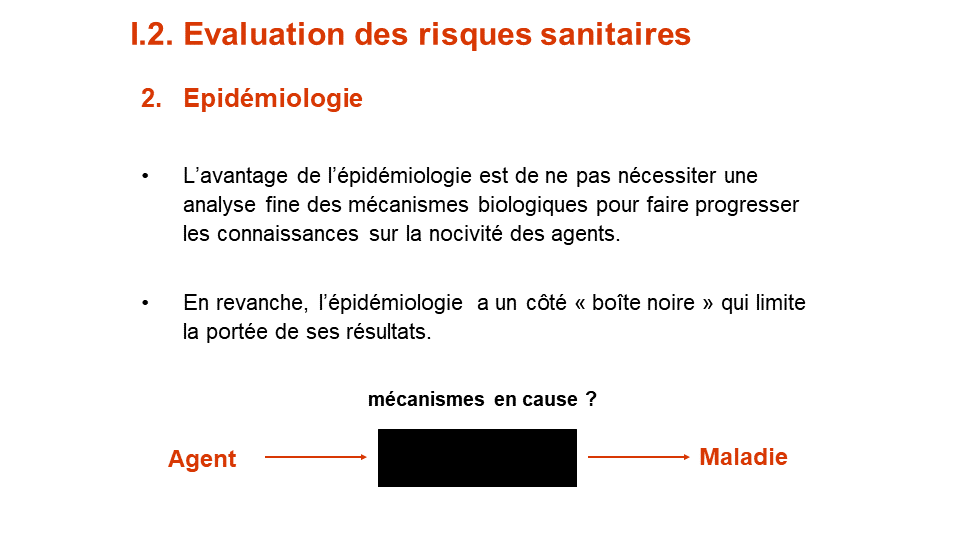 I.2. Evaluation des risques sanitaires
2. Epidémiologie
• L’avantage de l’épidémiologie est de ne pas nécessiter une
analyse fine des mécanismes biologiques pour faire progresser
les connaissances sur la nocivité des agents.
• En revanche, l’épidémiologie a un côté « boîte noire » qui limite
la portée de ses résultats.
mécanismes en cause ?
Agent
Maladie